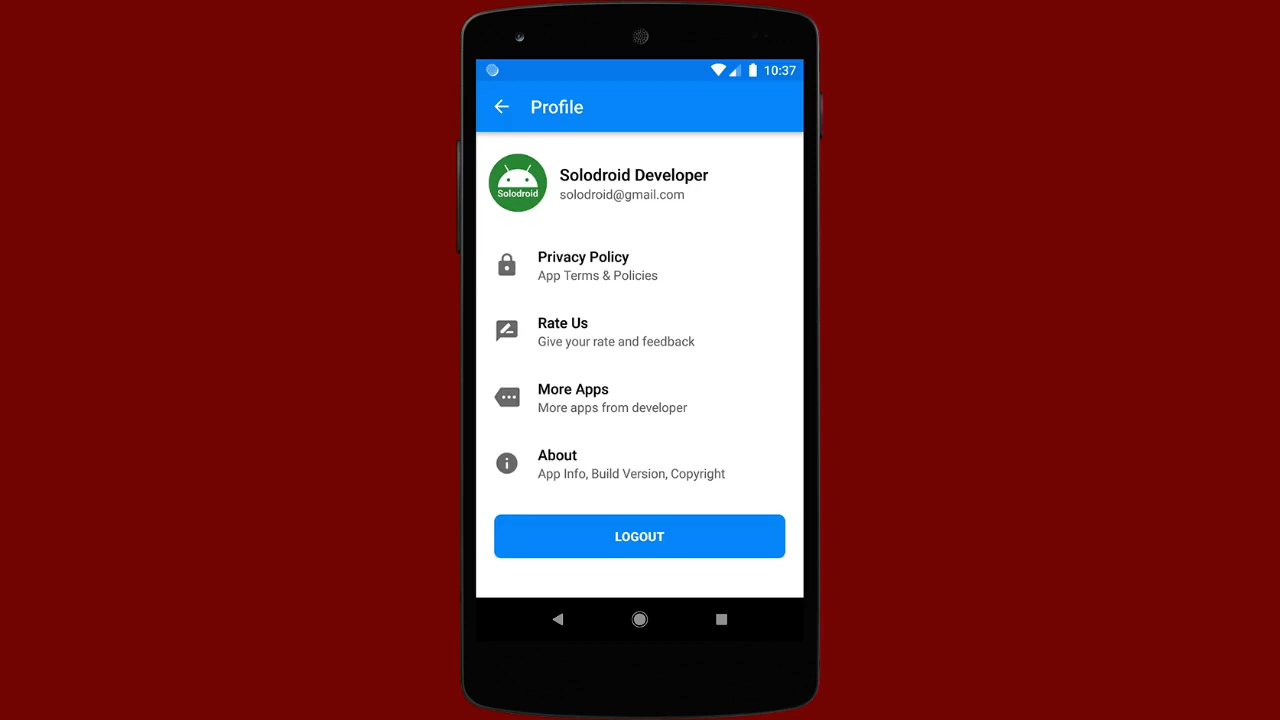 10:37
Profile
Solodroid
Solodroid Developer
solodroid@gmail.com
Privacy Policy
App Terms & Policies
Rate Us
Give your rate and feedback
More Apps
More apps from developer
About
App Info, Build Version, Copyright
LOGOUT